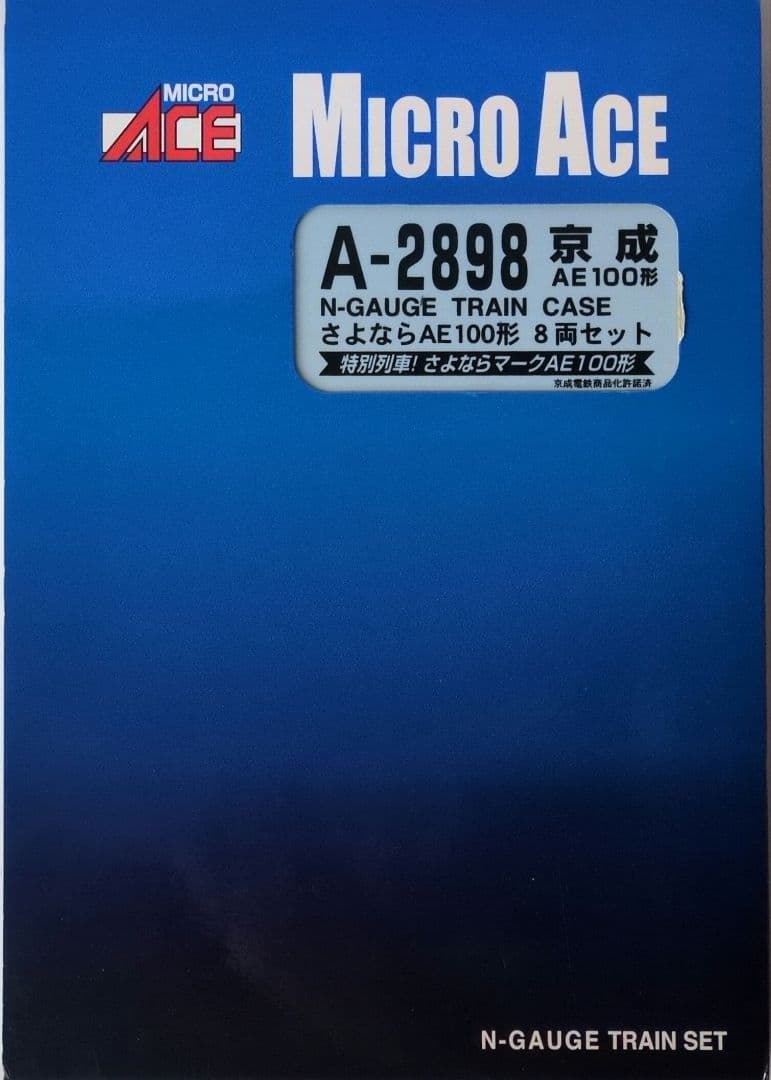 MICRO
ACE
MICRO ACE
A-2898 京成
AE100形
N-GAUGE TRAIN CASE
さよならAE100形 8両セット
特別列車!さよならマークAE100形
京成電鉄商品化許諾済
N-GAUGE TRAIN SET